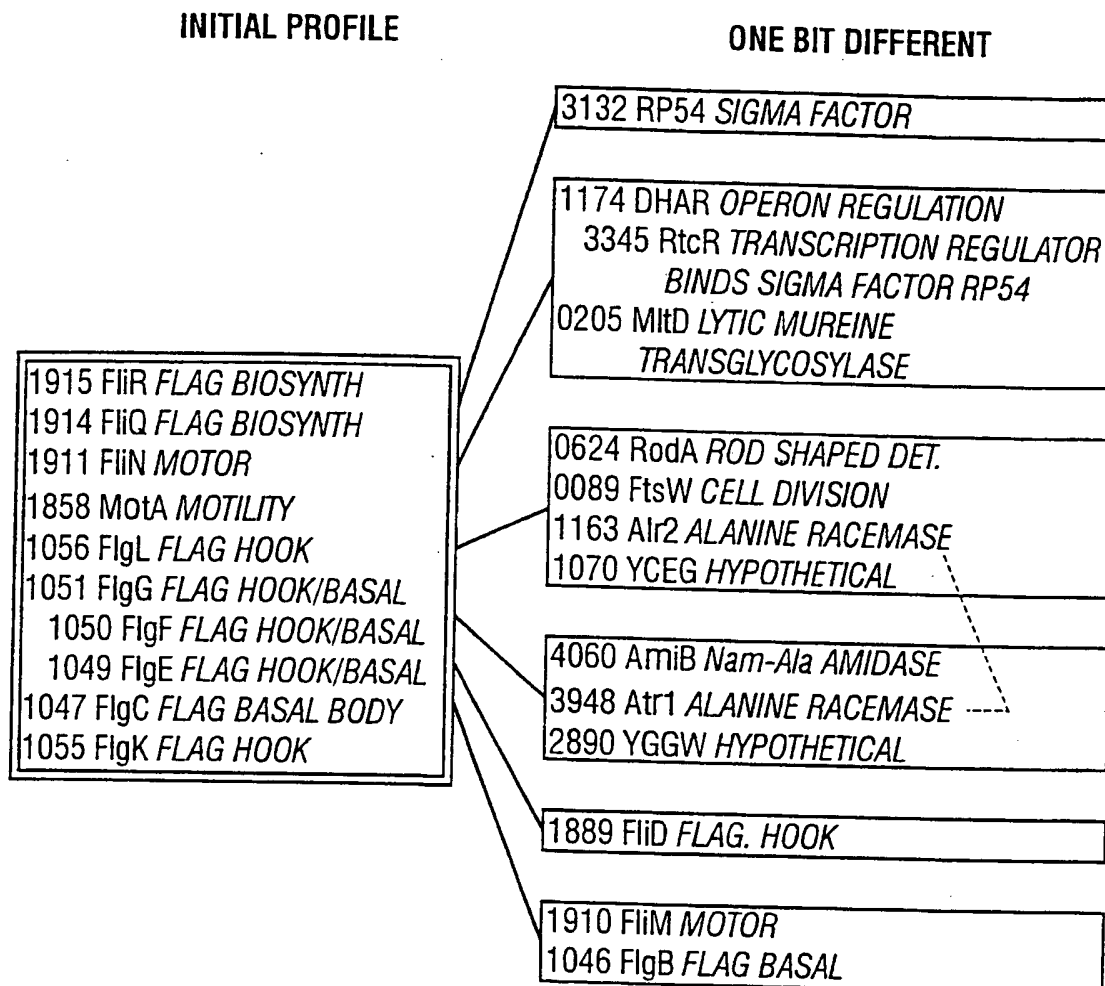 INITIAL PROFILE
ONE BIT DIFFERENT
1915 FliR FLAG BIOSYNTH
1914 FliQ FLAG BIOSYNTH
1911 FliN MOTOR
1858 MotA MOTILITY
1056 FlgL FLAG HOOK
1051 FlgG FLAG HOOK/BASAL
1050 FlgF FLAG HOOK/BASAL
1049 FlgE FLAG HOOK/BASAL
1047 FlgC FLAG BASAL BODY
1055 FlgK FLAG HOOK
3132 RP54 SIGMA FACTOR
1174 DHAR OPERON REGULATION
3345 RtcR TRANSCRIPTION REGULATOR
BINDS SIGMA FACTOR RP54
0205 MltD LYTIC MUREINE
TRANSGLYCOSYLASE
0624 RodA ROD SHAPED DET.
0089 FtsW CELL DIVISION
1163 Alr2 ALANINE RACEMASE
1070 YCEG HYPOTHETICAL
4060 AmiB Nam-Ala AMIDASE
3948 Atr1 ALANINE RACEMASE
2890 YGGW HYPOTHETICAL
1889 FliD FLAG. HOOK
1910 FliM MOTOR
1046 FlgB FLAG BASAL